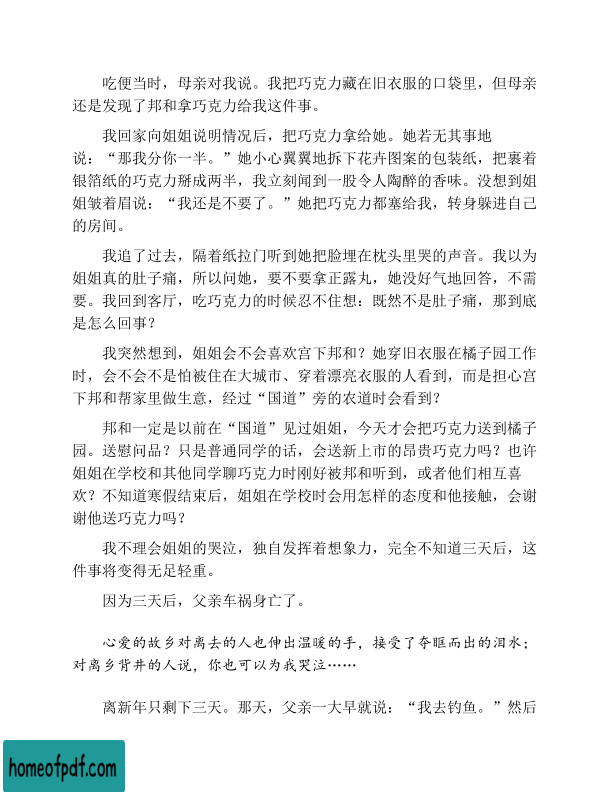 吃便当时，母亲对我说。我把巧克力藏在旧衣服的口袋里，但母亲
还是发现了邦和拿巧克力给我这件事。
我回家向姐姐说明情况后，把巧克力拿给她。她若无其事地
说：“那我分你一半。”她小心翼翼地拆下花卉图案的包装纸，把裹着
银箔纸的巧克力掰成两半，我立刻闻到一股令人陶醉的香味。没想到姐
姐皱着眉说：“我还是不要了。”她把巧克力都塞给我，转身躲进自己
的房间。
我追了过去，隔着纸拉门听到她把脸埋在枕头里哭的声音。我以为
姐姐真的肚子痛，所以问她，要不要拿正露丸，她没好气地回答，不需
要。我回到客厅，吃巧克力的时候忍不住想：既然不是肚子痛，那到底
是怎么回事？
我突然想到，姐姐会不会喜欢宫下邦和？她穿旧衣服在橘子园工作
时，会不会不是怕被住在大城市、穿着漂亮衣服的人看到，而是担心宫
下邦和帮家里做生意，经过“国道”旁的农道时会看到？
邦和一定是以前在“国道”见过姐姐，今天才会把巧克力送到橘子
园。送慰问品？只是普通同学的话，会送新上市的昂贵巧克力吗？也许
姐姐在学校和其他同学聊巧克力时刚好被邦和听到，或者他们相互喜
欢？不知道寒假结束后，姐姐在学校时会用怎样的态度和他接触，会谢
谢他送巧克力吗？
我不理会姐姐的哭泣，独自发挥着想象力，完全不知道三天后，这
件事将变得无足轻重。
因为三天后，父亲车祸身亡了。
心爱的故乡对离去的人也伸出温暖的手，接受了夺眶而出的泪水；
对离乡背井的人说，你也可以为我哭泣……
离新年只剩下三天。那天，父亲一大早就说：“我去钓鱼。”然后
homeofpdf.com